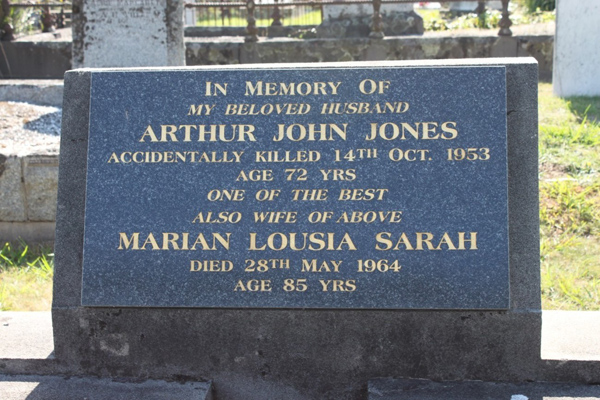 IN MEMORY OF
MY BELOVED HUSBAND
ARTHUR JOHN JONES
ACCIDENTALLY KILLED 14TH OCT. 1953
AGE 72 YRS
ONE OF THE BEST
ALSO WIFE OF ABOVE
MARIAN LOUSIA SARAH
DIED 28TH MAY 1964
AGE 85 YRS